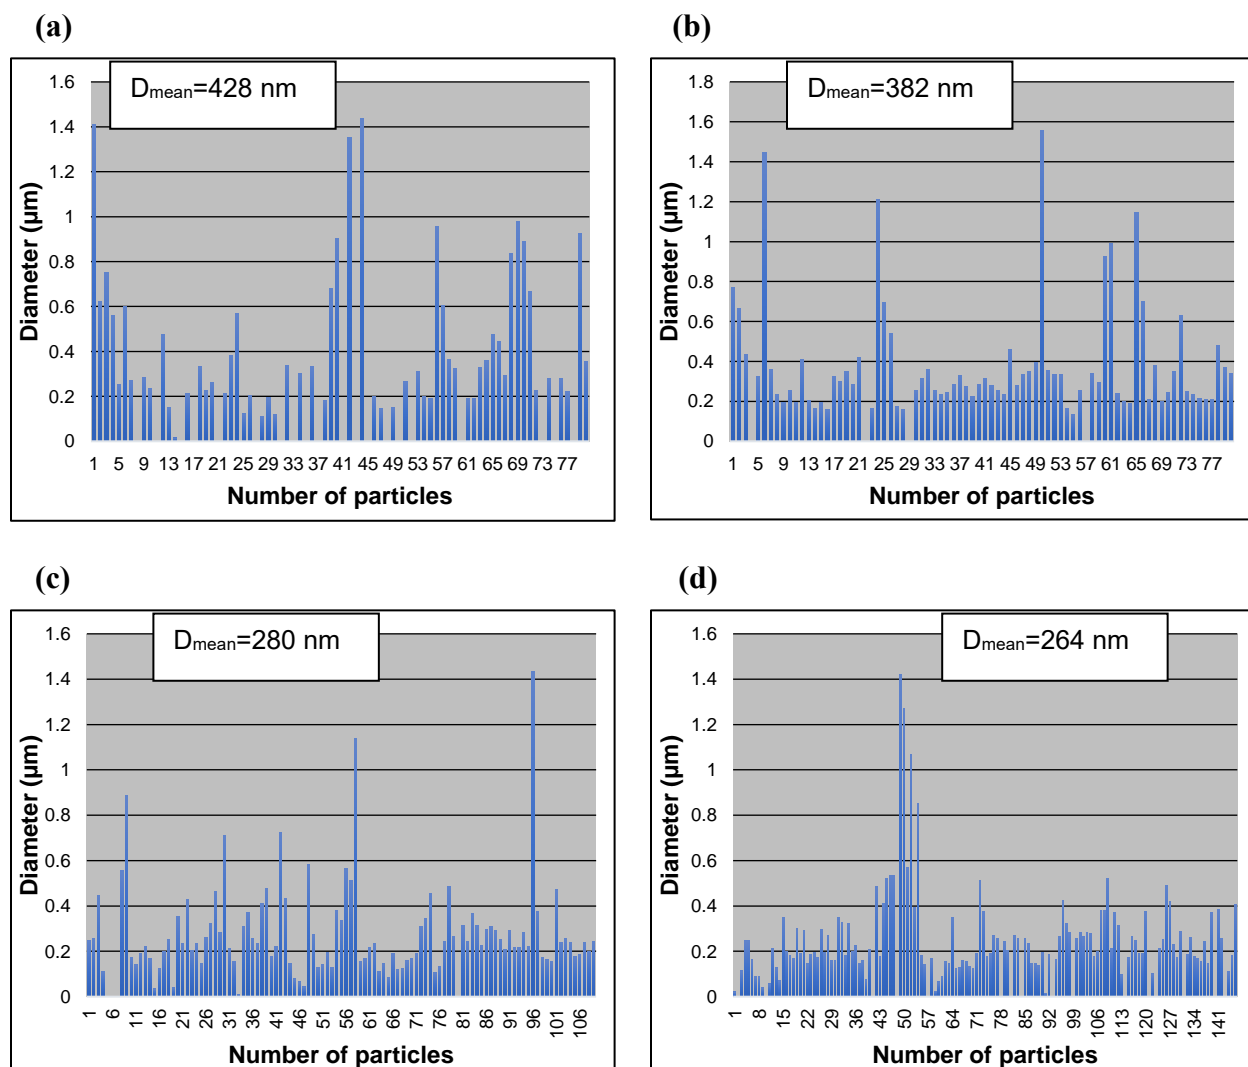 (a)
(b)
Dmean=428 nm
Dmean=382 nm
1.6
1.4
1.2
1
0.8
0.6
0.4
0.2
0
Diameter (µm)
1 5 9 13 17 21 25 29 33 37 41 45 49 53 57 61 65 69 73 77
Number of particles
1.8
1.6
1.4
1.2
1
0.8
0.6
0.4
0.2
0
Diameter (µm)
1 5 9 13 17 21 25 29 33 37 41 45 49 53 57 61 65 69 73 77
Number of particles
(c)
(d)
Dmean=280 nm
Dmean=264 nm
1.6
1.4
1.2
1
0.8
0.6
0.4
0.2
0
Diameter (µm)
1 6 11 16 21 26 31 36 41 46 51 56 61 66 71 76 81 86 91 96 101 106
Number of particles
1.6
1.4
1.2
1
0.8
0.6
0.4
0.2
0
Diameter (µm)
1 8 15 22 29 36 43 50 57 64 71 78 85 92 99 106 113 120 127 134 141
Number of particles